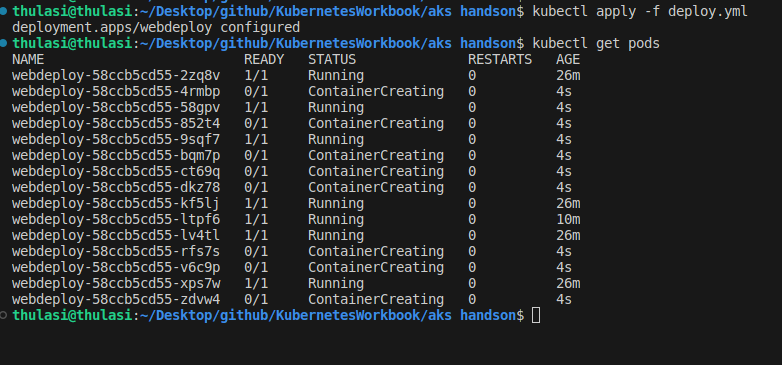 thulasi@thulasi:~/Desktop/github/KubernetesWorkbook/aks handson$ kubectl apply -f deploy.yml
deployment.apps/webdeploy configured
thulasi@thulasi:~/Desktop/github/KubernetesWorkbook/aks handson$ kubectl get pods
NAME READY STATUS RESTARTS AGE
webdeploy-58ccb5cd55-2zq8v 1/1 Running 0 26m
webdeploy-58ccb5cd55-4rmbp 0/1 ContainerCreating 0 4s
webdeploy-58ccb5cd55-58gpv 1/1 Running 0 26m
webdeploy-58ccb5cd55-852t4 0/1 ContainerCreating 0 4s
webdeploy-58ccb5cd55-9sqf7 1/1 Running 0 26m
webdeploy-58ccb5cd55-bqm7p 0/1 ContainerCreating 0 4s
webdeploy-58ccb5cd55-ct69q 0/1 ContainerCreating 0 4s
webdeploy-58ccb5cd55-dkz78 0/1 ContainerCreating 0 4s
webdeploy-58ccb5cd55-kf5lj 1/1 Running 0 26m
webdeploy-58ccb5cd55-ltpf6 1/1 Running 0 10m
webdeploy-58ccb5cd55-lv4tl 1/1 Running 0 26m
webdeploy-58ccb5cd55-rfs7s 0/1 ContainerCreating 0 4s
webdeploy-58ccb5cd55-v6c9p 0/1 ContainerCreating 0 4s
webdeploy-58ccb5cd55-xps7w 1/1 Running 0 26m
webdeploy-58ccb5cd55-zdvw4 0/1 ContainerCreating 0 4s
thulasi@thulasi:~/Desktop/github/KubernetesWorkbook/aks handson$